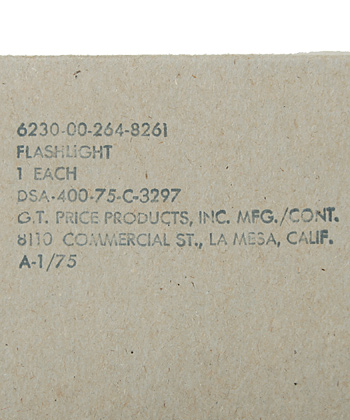 6230-00-264-8261
FLASHLIGHT
1 EACH
DSA-400-75-C-3297
G.T. PRICE PRODUCTS, INC. MFG./CONT.
8110 COMMERCIAL ST., LA MESA, CALIF.
A-1/75